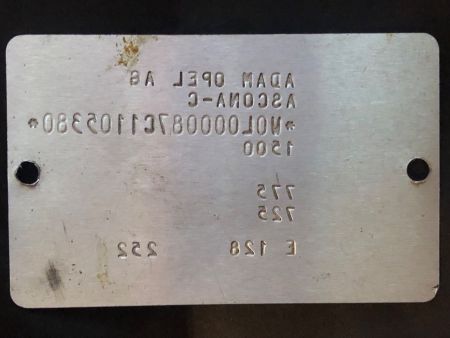 ADAM OPEL AG
ASCONA-C
*W0L000087C1105380*
1500
775
725
E 128 252